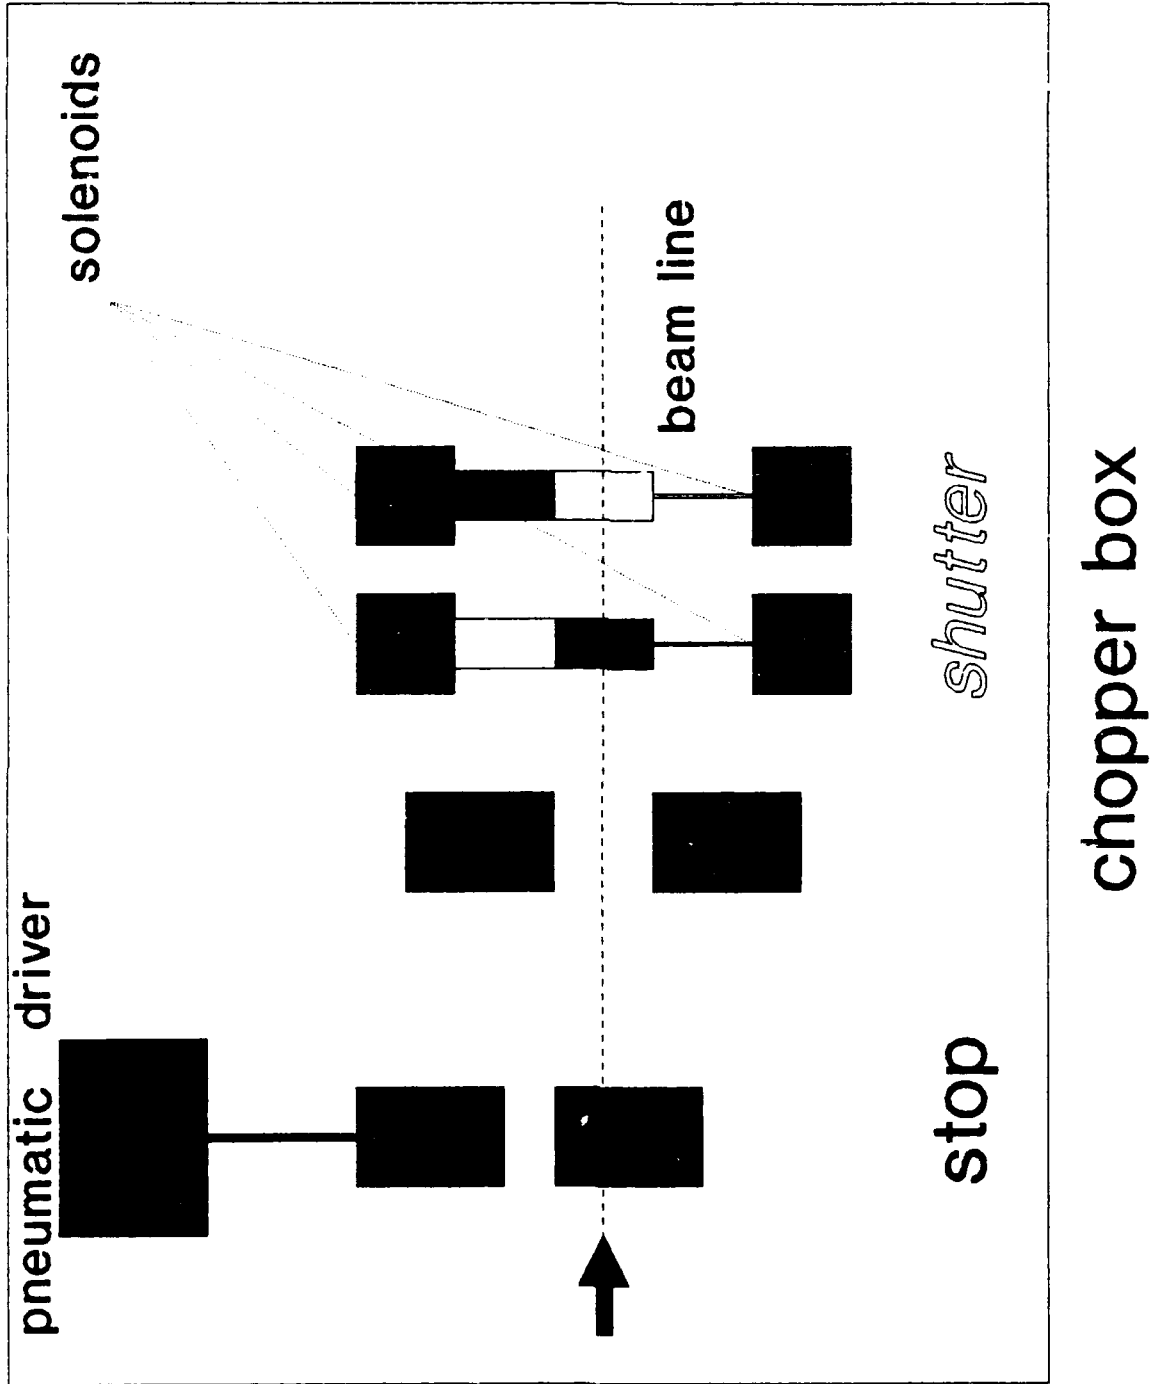 pneumatic driver
solenoids
beam line
stop
shutter
chopper box